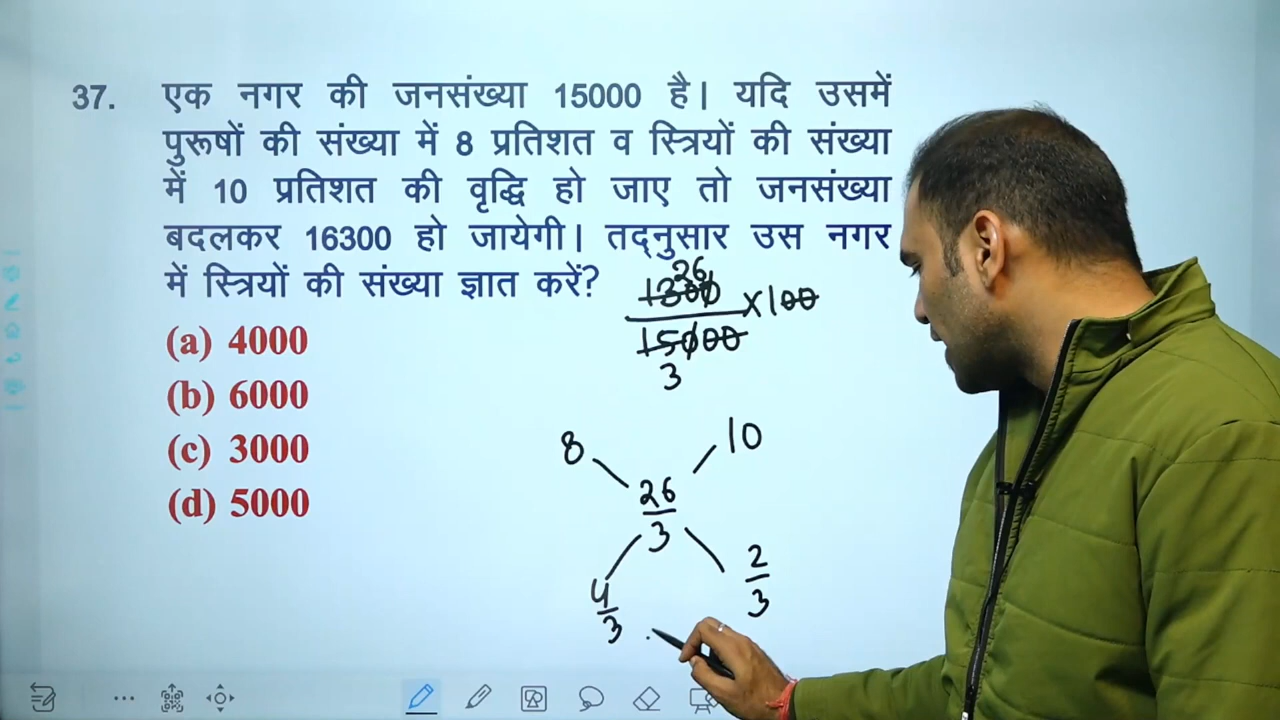 37. एक नगर की जनसंख्या 15000 है। यदि उसमें
पुरूषों की संख्या में 8 प्रतिशत व स्त्रियों की संख्या
में 10 प्रतिशत की वृद्धि हो जाए तो जनसंख्या
बदलकर 16300 हो जायेगी। तद्नुसार उस नगर
में स्त्रियों की संख्या ज्ञात करें?
26
1300
15000
×100
3
(a) 4000
(b) 6000
(c) 3000
(d) 5000
8 10
26
3
4
3
2
3